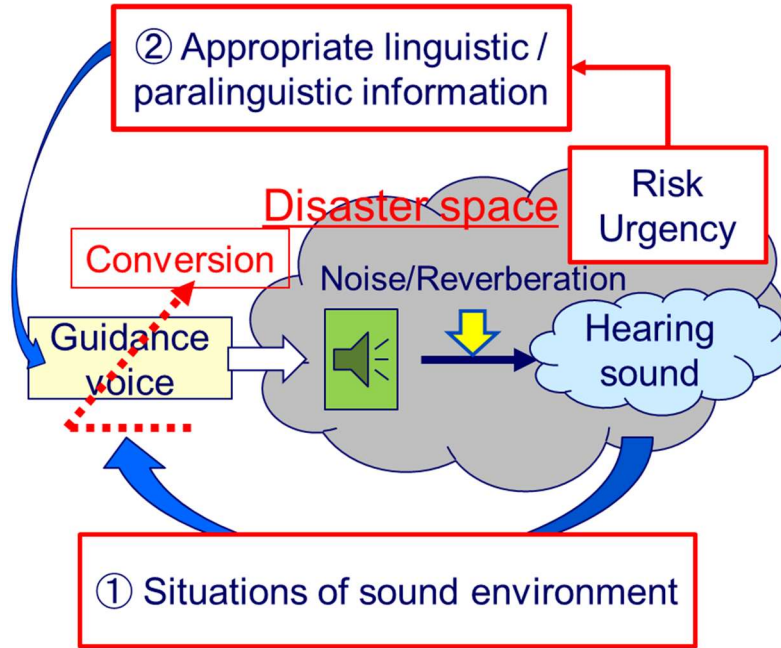 ② Appropriate linguistic /
paralinguistic information
Risk
Urgency
Disaster space
Conversion
Noise/Reverberation
Guidance
voice
Hearing
sound
① Situations of sound environment